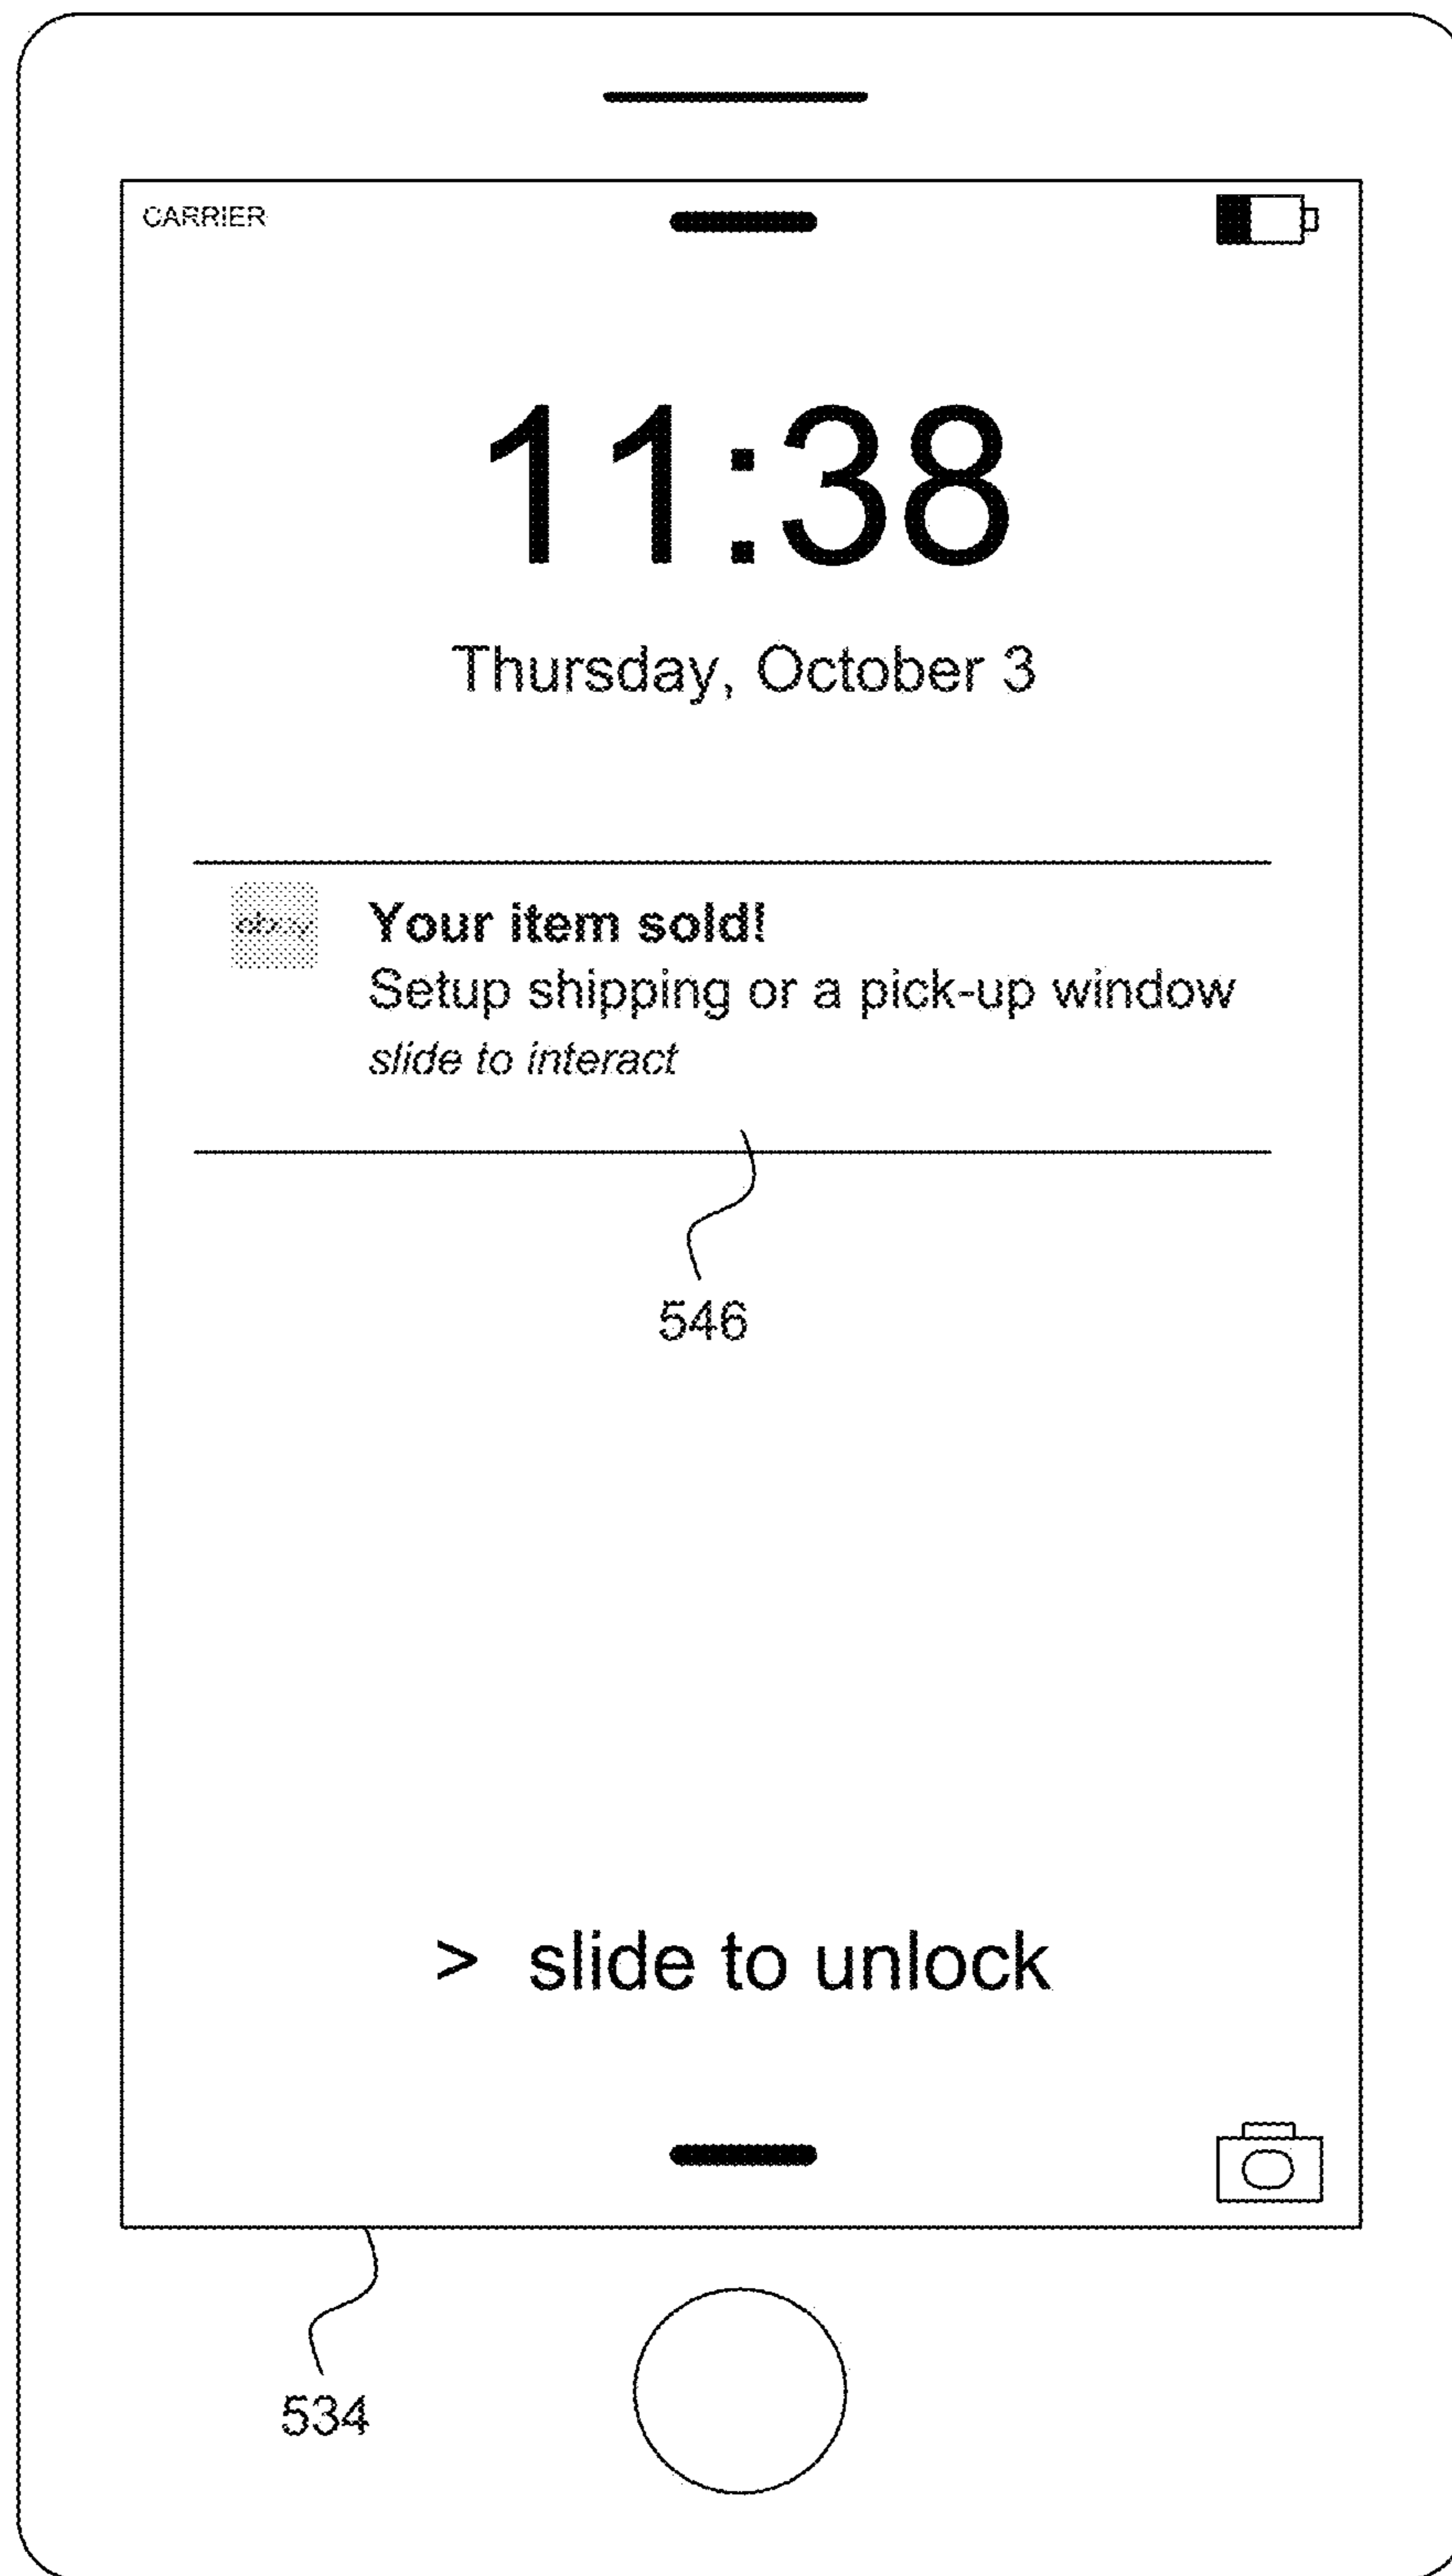 CARRIER
11:38
Thursday, October 3
Your item sold!
Setup shipping or a pick-up window
slide to interact
546
> slide to unlock
534